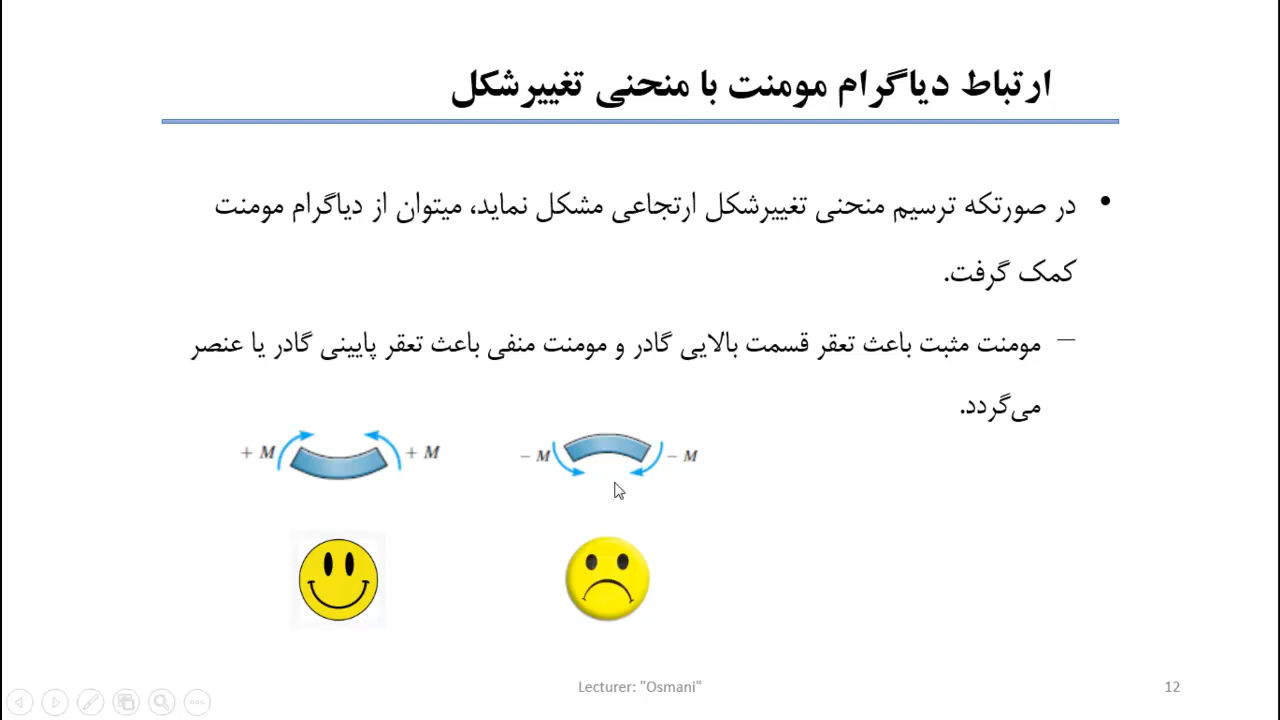 ارتباط دیاگرام مومنت با منحنی تغییرشکل
• در صورتکه ترسیم منحنی تغییرشکل ارتجاعی مشکل نماید، میتوان از دیاگرام مومنت
کمک گرفت.
– مومنت مثبت باعث تعقر قسمت بالایی گادر و مومنت منفی باعث تعقر پایینی گادر یا عنصر
می‌گردد.
+ M + M − M − M
Lecturer: "Osmani" 12